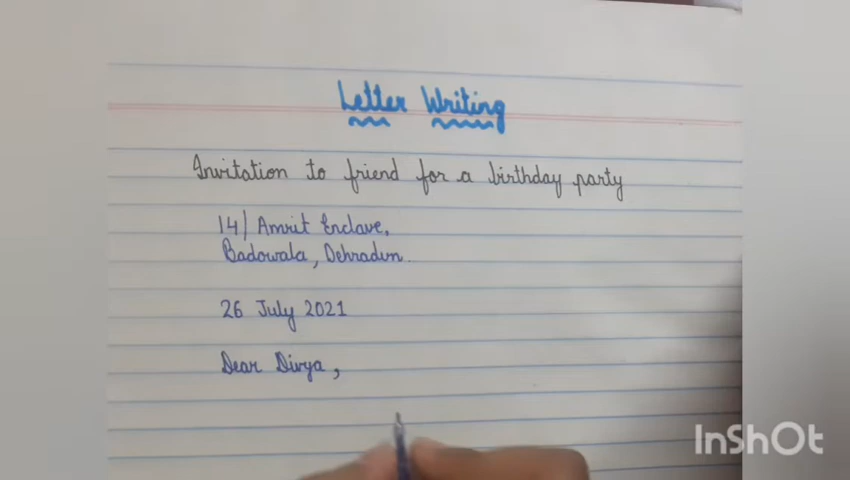 Letter Writing
Invitation to friend for a birthday party
14/ Amrit Enclave,
Badowala, Dehradun.
26 July 2021
Dear Divya,
InShOt